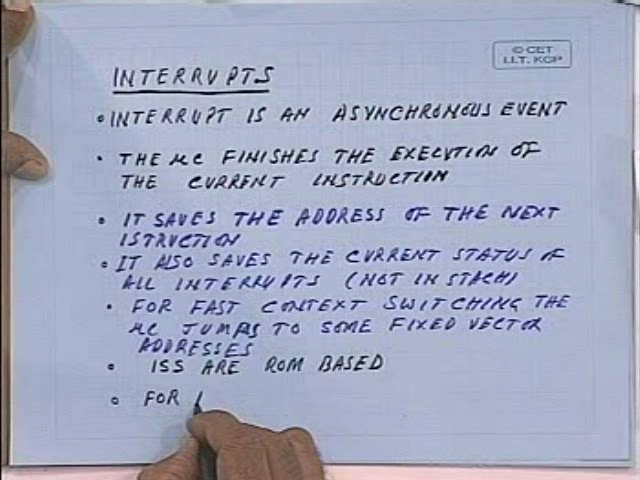 © CET
I.I.T. KGP
INTERRUPTS
• INTERRUPT IS AN ASYNCHRONOUS EVENT
• THE μC FINISHES THE EXECUTION OF
THE CURRENT INSTRUCTION
• IT SAVES THE ADDRESS OF THE NEXT
ISTRUCTION
• IT ALSO SAVES THE CURRENT STATUS OF
ALL INTERRUPTS (NOT IN STACK)
• FOR FAST CONTEXT SWITCHING THE
μC JUMPS TO SOME FIXED VECTOR
ADDRESSES
• ISS ARE ROM BASED
• FOR